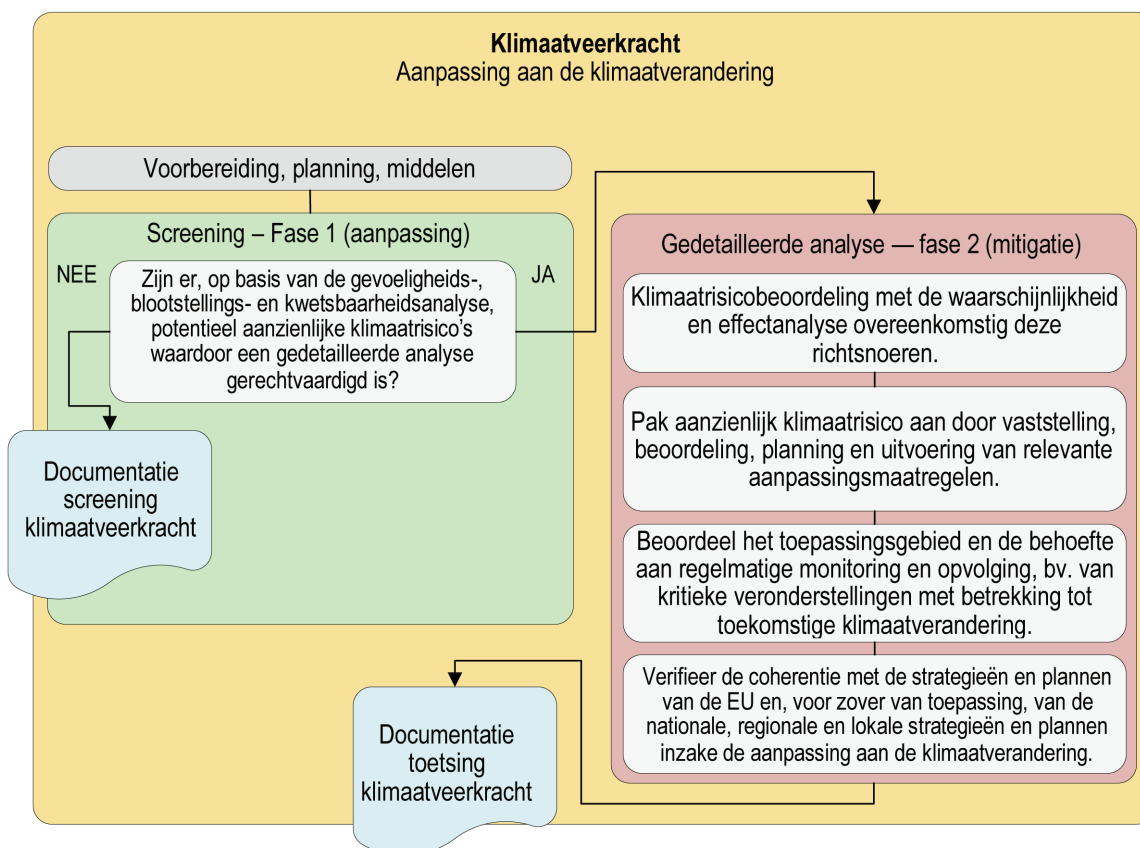 Klimaatveerkracht
Aanpassing aan de klimaatverandering
Voorbereiding, planning, middelen
Screening – Fase 1 (aanpassing)
NEE
JA
Zijn er, op basis van de gevoeligheids-,
blootstellings- en kwetsbaarheidsanalyse,
potentieel aanzienlijke klimaatrisico’s
waardoor een gedetailleerde analyse
gerechtvaardigd is?
Documentatie
screening
klimaatveerkracht
Gedetailleerde analyse — fase 2 (mitigatie)
Klimaatrisicobeoordeling met de waarschijnlijkheid
en effectanalyse overeenkomstig deze
richtsnoeren.
Pak aanzienlijk klimaatrisico aan door vaststelling,
beoordeling, planning en uitvoering van relevante
aanpassingsmaatregelen.
Beoordeel het toepassingsgebied en de behoefte
aan regelmatige monitoring en opvolging, bv. van
kritieke veronderstellingen met betrekking tot
toekomstige klimaatverandering.
Verifieer de coherentie met de strategieën en plannen
van de EU en, voor zover van toepassing, van de
nationale, regionale en lokale strategieën en plannen
inzake de aanpassing aan de klimaatverandering.
Documentatie
toetsing
klimaatveerkracht